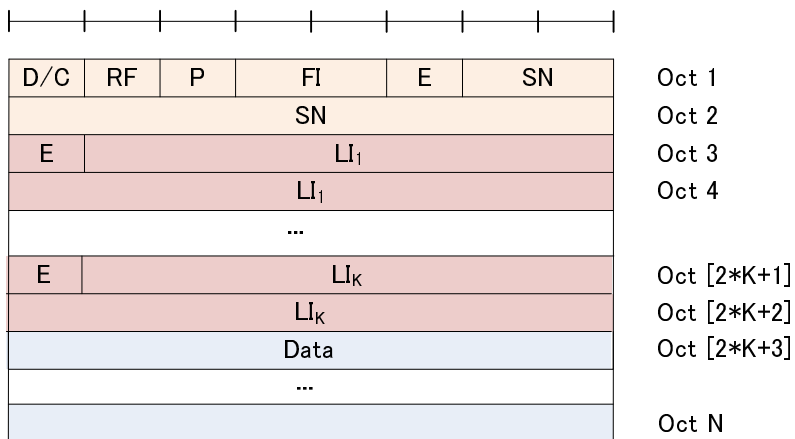 D/C RF P FI E SN Oct 1
SN Oct 2
E LI₁ Oct 3
LI₁ Oct 4
...
E LIK Oct [2*K+1]
LIK Oct [2*K+2]
Data Oct [2*K+3]
...
Oct N